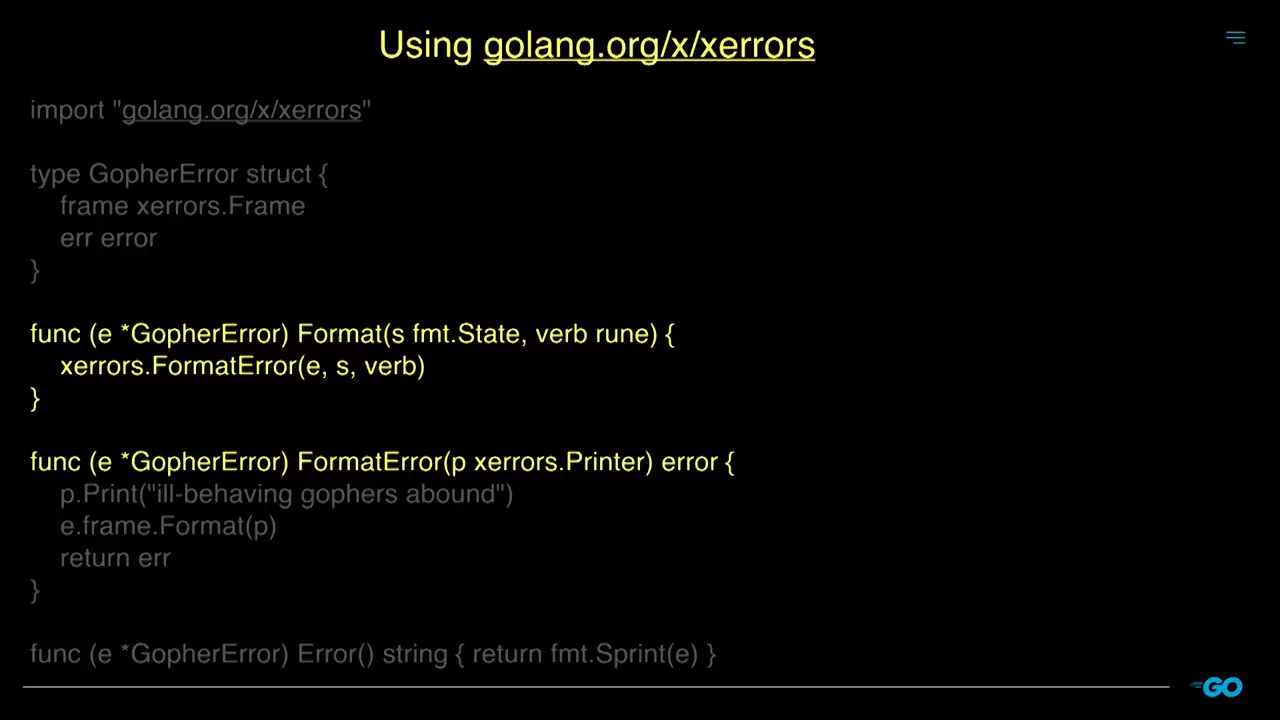 Using golang.org/x/xerrors
import "golang.org/x/xerrors"
type GopherError struct {
frame xerrors.Frame
err error
}
func (e *GopherError) Format(s fmt.State, verb rune) {
xerrors.FormatError(e, s, verb)
}
func (e *GopherError) FormatError(p xerrors.Printer) error {
p.Print("ill-behaving gophers abound")
e.frame.Format(p)
return err
}
func (e *GopherError) Error() string { return fmt.Sprint(e) }
GO